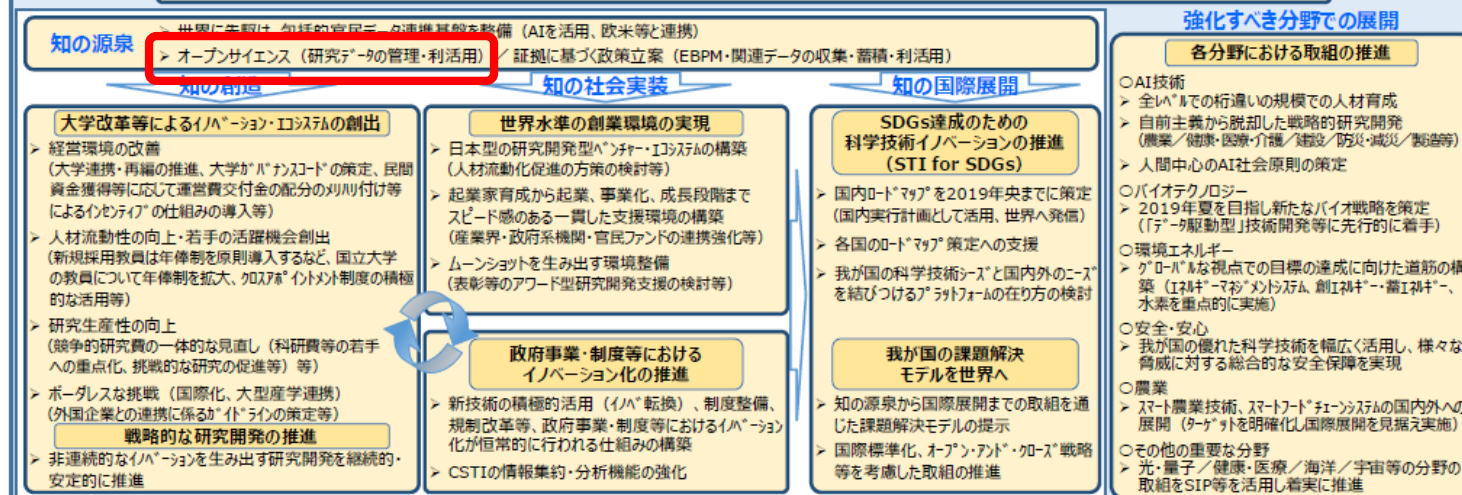 知の源泉
➢ 世界に先駆け、包括的官民データ連携基盤を整備（AIを活用、欧米等と連携）
➢ オープンサイエンス（研究データの管理・利活用）／証拠に基づく政策立案（EBPM・関連データの収集・蓄積・利活用）
知の創造
大学改革等によるイノベーション・エコシステムの創出
➢ 経営環境の改善
（大学連携・再編の推進、大学ガバナンスコードの策定、民間
資金獲得等に応じて運営費交付金の配分のメリハリ付け等
によるインセンティブの仕組みの導入等）
➢ 人材流動性の向上・若手の活躍機会創出
（新規採用教員は年俸制を原則導入するなど、国立大学
の教員について年俸制を拡大、クロスアポイントメント制度の積極
的な活用等）
➢ 研究生産性の向上
（競争的研究費の一体的な見直し（科研費等の若手
への重点化、挑戦的な研究の促進等）等）
➢ ボーダレスな挑戦（国際化、大型産学連携）
（外国企業との連携に係るガイドラインの策定等）
戦略的な研究開発の推進
➢ 非連続的なイノベーションを生み出す研究開発を継続的・
安定的に推進
知の社会実装
世界水準の創業環境の実現
➢ 日本型の研究開発型ベンチャー・エコシステムの構築
（人材流動化促進の方策の検討等）
➢ 起業家育成から起業、事業化、成長段階まで
スピード感のある一貫した支援環境の構築
（産業界・政府系機関・官民ファンドの連携強化等）
➢ ムーンショットを生み出す環境整備
（表彰等のアワード型研究開発支援の検討等）
政府事業・制度等における
イノベーション化の推進
➢ 新技術の積極的活用（イノベ転換）、制度整備、
規制改革等、政府事業・制度等におけるイノベーション
化が恒常的に行われる仕組みの構築
➢ CSTIの情報集約・分析機能の強化
知の国際展開
SDGs達成のための
科学技術イノベーションの推進
（STI for SDGs）
➢ 国内ロードマップを2019年央までに策定
（国内実行計画として活用、世界へ発信）
➢ 各国のロードマップ策定への支援
➢ 我が国の科学技術シーズと国内外のニーズ
を結びつけるプラットフォームの在り方の検討
我が国の課題解決
モデルを世界へ
➢ 知の源泉から国際展開までの取組を通
じた課題解決モデルの提示
➢ 国際標準化、オープン・アンド・クローズ戦略
等を考慮した取組の推進
強化すべき分野での展開
各分野における取組の推進
○AI技術
➢ 全レベルでの桁違いの規模での人材育成
➢ 自前主義から脱却した戦略的研究開発
（農業／健康・医療・介護／建設／防災・減災／製造等）
➢ 人間中心のAI社会原則の策定
○バイオテクノロジー
➢ 2019年夏を目指し新たなバイオ戦略を策定
（「データ駆動型」技術開発等に先行的に着手）
○環境エネルギー
➢ グローバルな視点での目標の達成に向けた道筋の構
築（エネルギーマネジメントシステム、創エネルギー・蓄エネルギー、
水素を重点的に実施）
○安全・安心
➢ 我が国の優れた科学技術を幅広く活用し、様々な
脅威に対する総合的な安全保障を実現
○農業
➢ スマート農業技術、スマートフードチェーンシステムの国内外への
展開（ターゲットを明確化し国際展開を見据え実施）
○その他の重要な分野
➢ 光・量子／健康・医療／海洋／宇宙等の分野の
取組をSIP等を活用し着実に推進